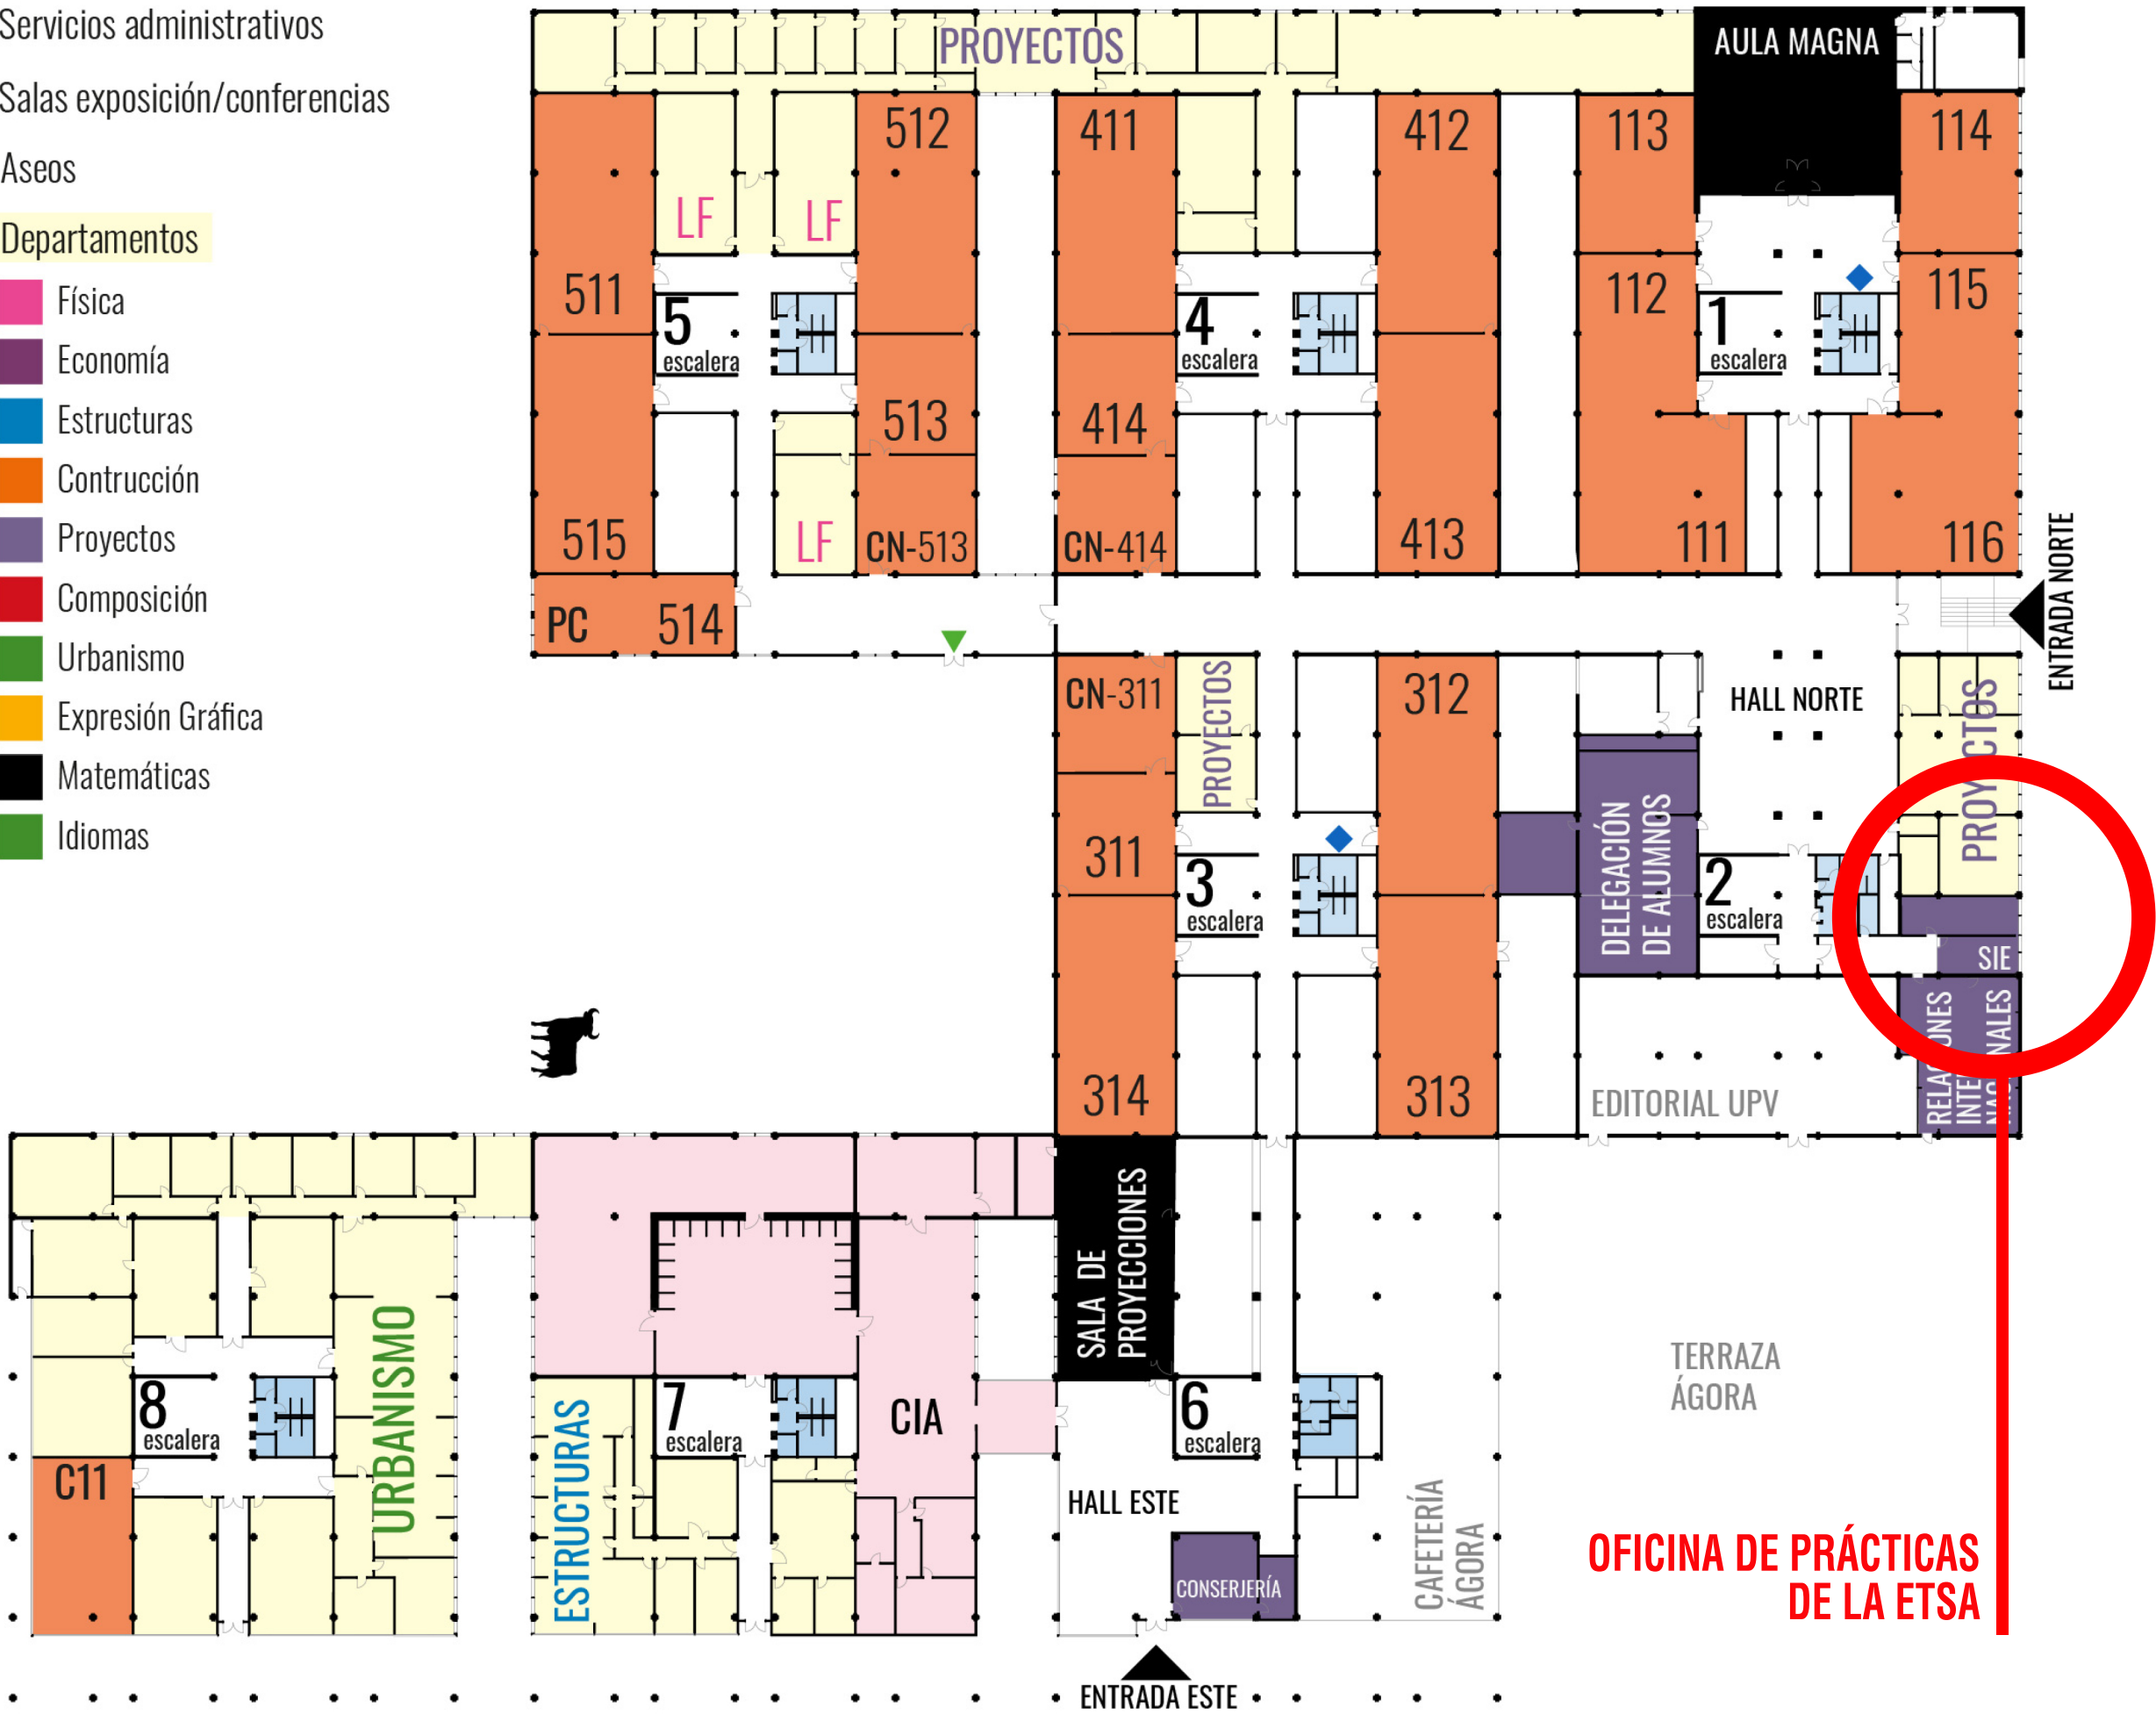 Servicios administrativos
Salas exposición/conferencias
Aseos
Departamentos
Física
Economía
Estructuras
Contrucción
Proyectos
Composición
Urbanismo
Expresión Gráfica
Matemáticas
Idiomas
PROYECTOS
AULA MAGNA
512
411
412
113
114
LF
LF
511
112
115
5
escalera
4
escalera
1
escalera
513
414
515
LF
CN-513
CN-414
413
111
116
ENTRADA NORTE
PC
514
CN-311
PROYECTOS
312
HALL NORTE
PROYECTOS
311
3
escalera
DELEGACIÓN
DE ALUMNOS
2
escalera
SIE
RELACIONES
INTE
NACIONALES
314
313
EDITORIAL UPV
SALA DE
PROYECCIONES
URBANISMO
TERRAZA
ÁGORA
8
escalera
ESTRUCTURAS
7
escalera
CIA
6
escalera
C11
HALL ESTE
CAFETERÍA
ÁGORA
CONSERJERÍA
OFICINA DE PRÁCTICAS
DE LA ETSA
ENTRADA ESTE